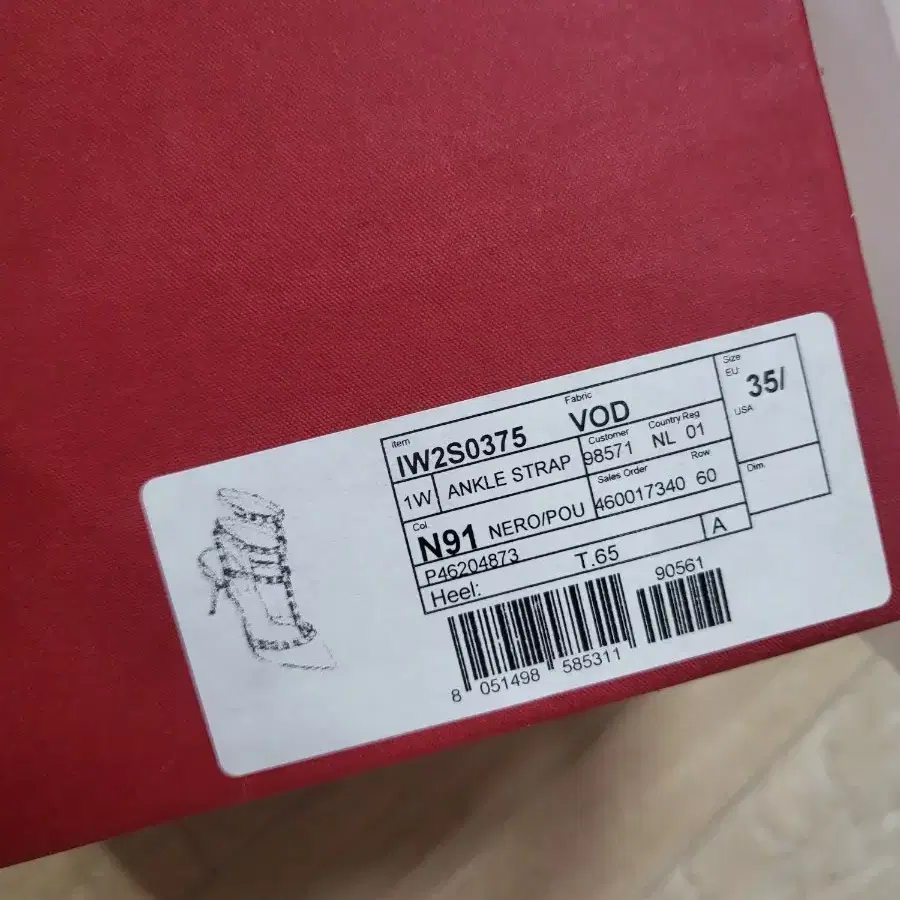 Item
IW2S0375
Fabric
VOD
Size
EU:
35/
USA
1W
ANKLE STRAP
Customer
98571
Country Reg
NL 01
Col.
N91 NERO/POU
Sales Order
460017340
Row
60
Dim.
P46204873
A
Heel:
T.65
90561
8 051498 585311